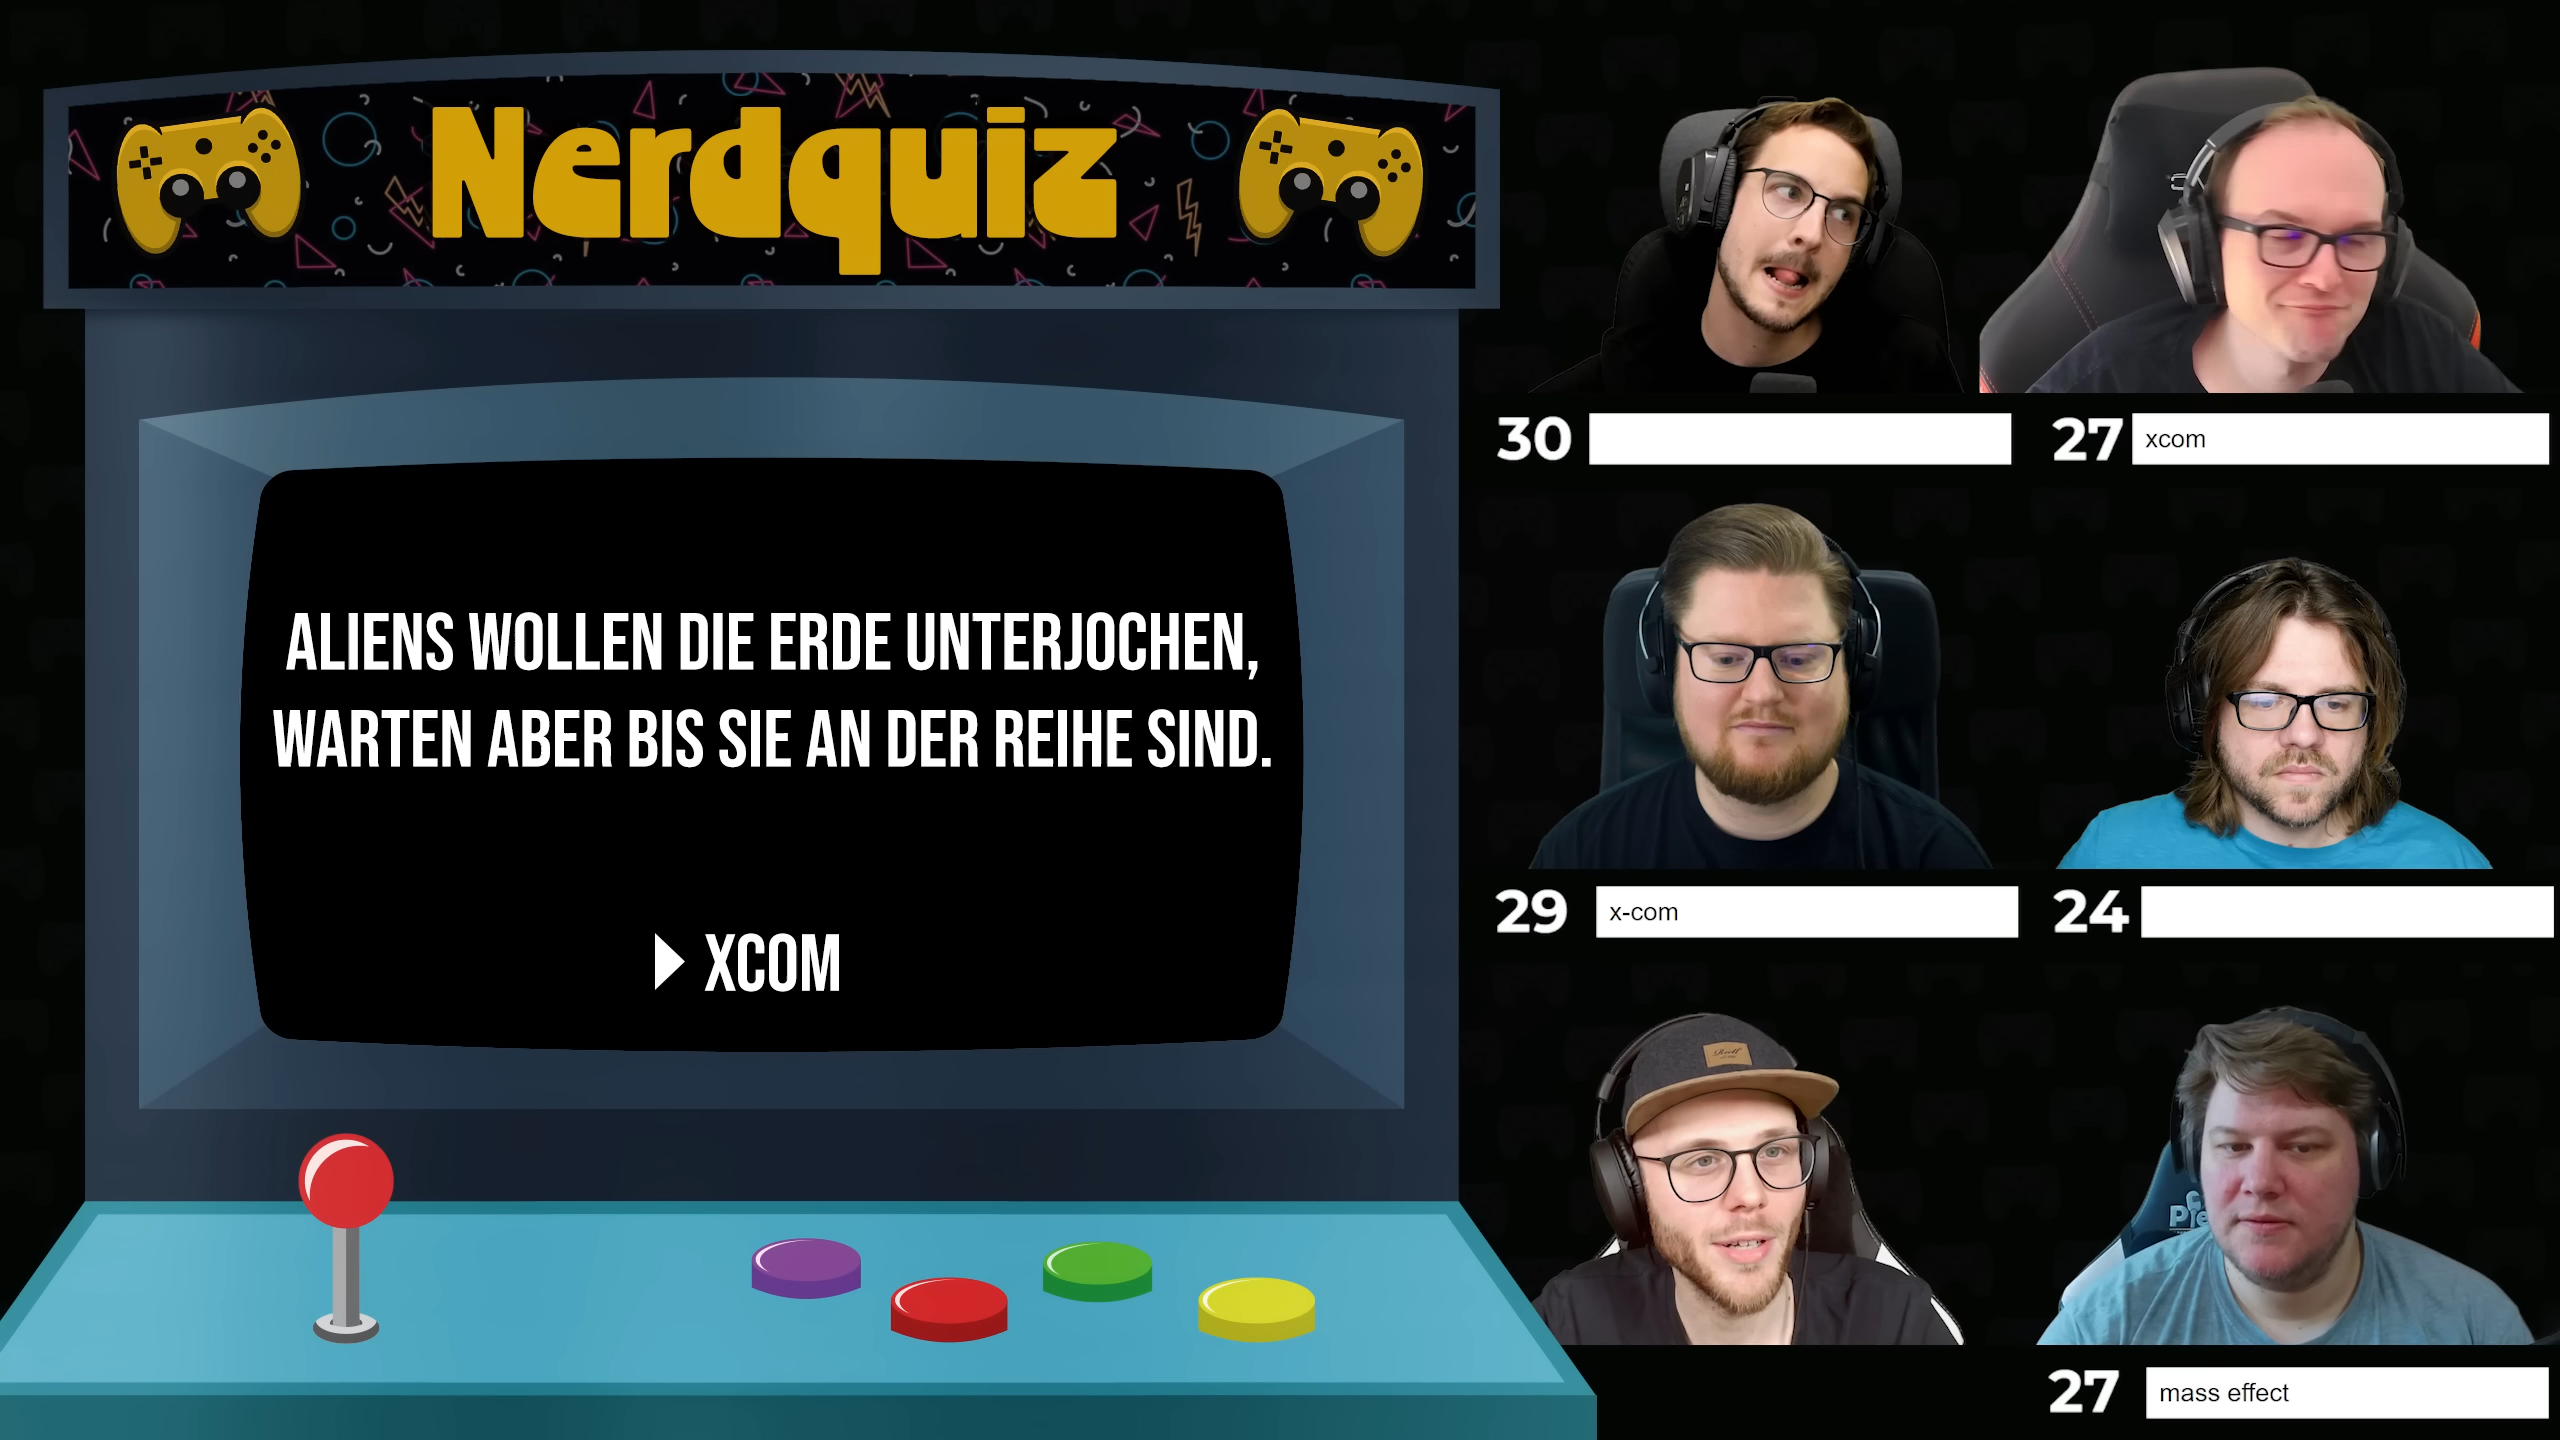 Nerdquiz
ALIENS WOLLEN DIE ERDE UNTERJOCHEN,
WARTEN ABER BIS SIE AN DER REIHE SIND.
XCOM
30
27 xcom
29 x-com
24
27 mass effect